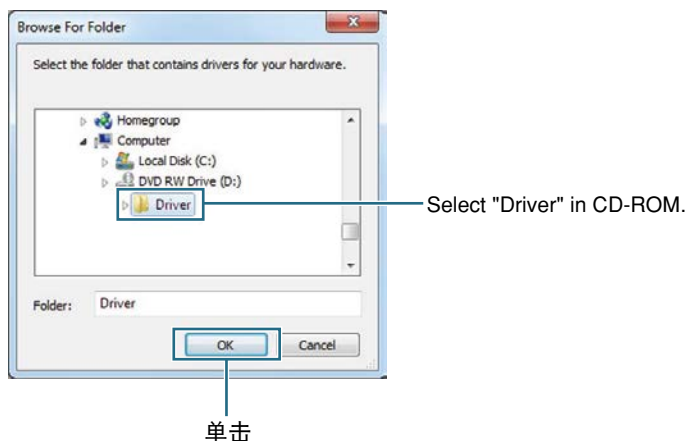 Browse For Folder
Select the folder that contains drivers for your hardware.
Homegroup
Computer
Local Disk (C:)
DVD RW Drive (D:)
Driver
Select "Driver" in CD-ROM.
Folder: Driver
OK Cancel
单击